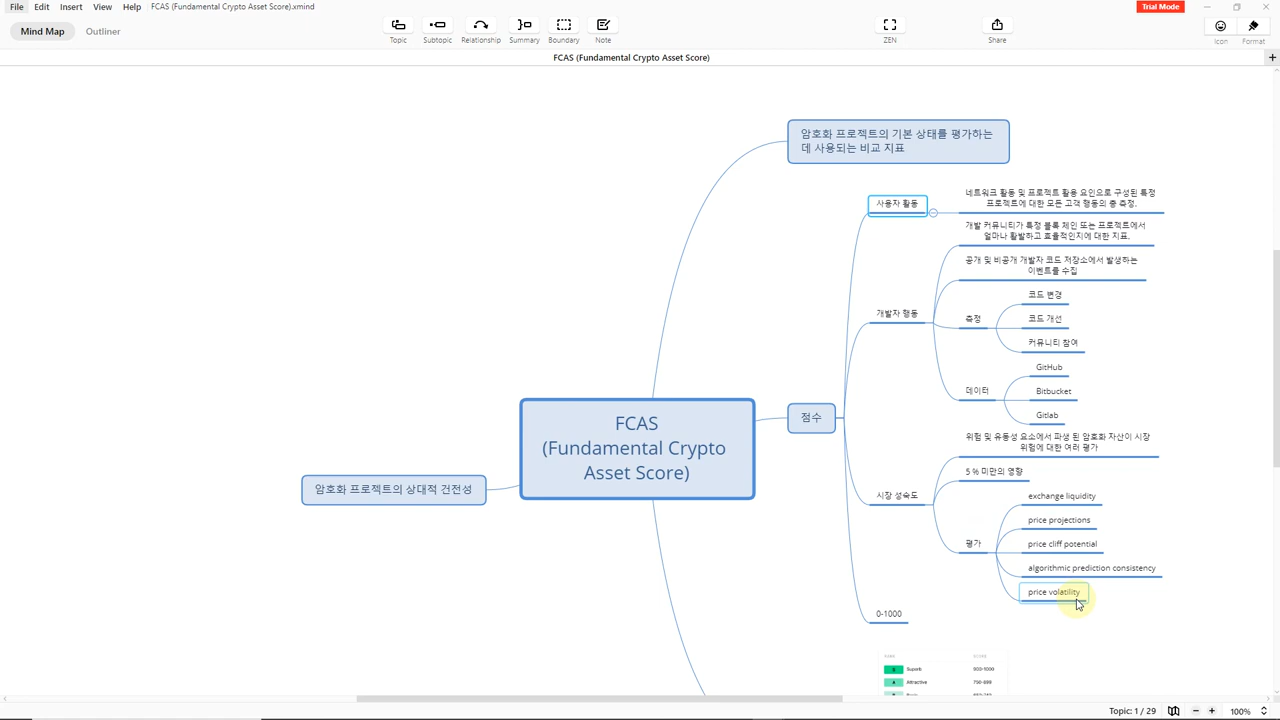 File Edit Insert View Help FCAS (Fundamental Crypto Asset Score).xmind Trial Mode
Mind Map Outliner Topic Subtopic Relationship Summary Boundary Note ZEN Share Icon Format
FCAS (Fundamental Crypto Asset Score)
암호화 프로젝트의 기본 상태를 평가하는
데 사용되는 비교 지표
네트워크 활동 및 프로젝트 활용 요인으로 구성된 특정
프로젝트에 대한 모든 고객 행동의 총 측정.
사용자 활동
개발 커뮤니티가 특정 블록 체인 또는 프로젝트에서
얼마나 활발하고 효율적인지에 대한 지표.
공개 및 비공개 개발자 코드 저장소에서 발생하는
이벤트를 수집
개발자 행동
측정
코드 변경
코드 개선
커뮤니티 참여
데이터
GitHub
Bitbucket
Gitlab
점수
FCAS
(Fundamental Crypto
Asset Score)
암호화 프로젝트의 상대적 건전성
위험 및 유동성 요소에서 파생 된 암호화 자산이 시장
위험에 대한 여러 평가
5 % 미만의 영향
시장 성숙도
평가
exchange liquidity
price projections
price cliff potential
algorithmic prediction consistency
price volatility
0-1000
NAME SCORE
S Superb 900-1000
A Attractive 750-899
Topic: 1 / 29 100%